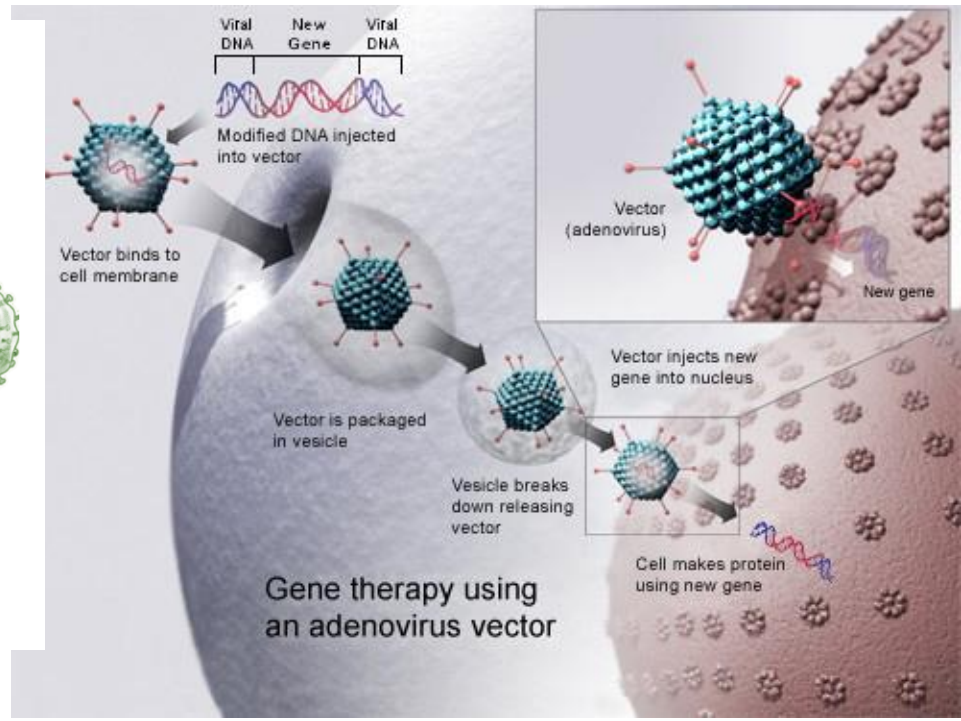 Viral
DNA
New
Gene
Viral
DNA
Modified DNA injected
into vector
Vector binds to
cell membrane
Vector is packaged
in vesicle
Vesicle breaks
down releasing
vector
Vector injects new
gene into nucleus
Cell makes protein
using new gene
Vector
(adenovirus)
New gene
Gene therapy using
an adenovirus vector